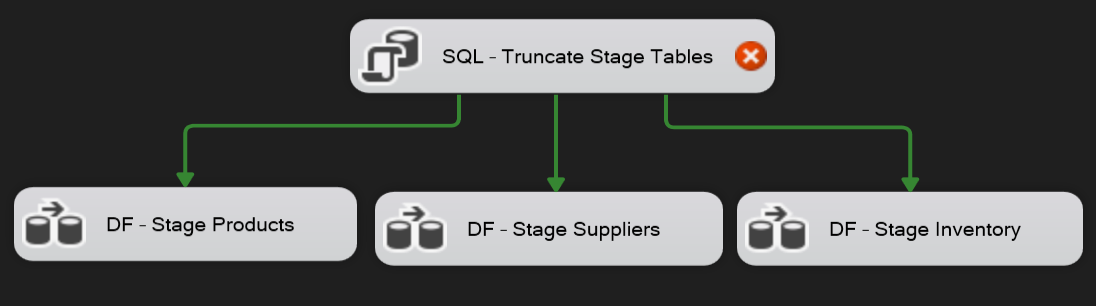 SQL - Truncate Stage Tables
DF - Stage Products
DF - Stage Suppliers
DF - Stage Inventory